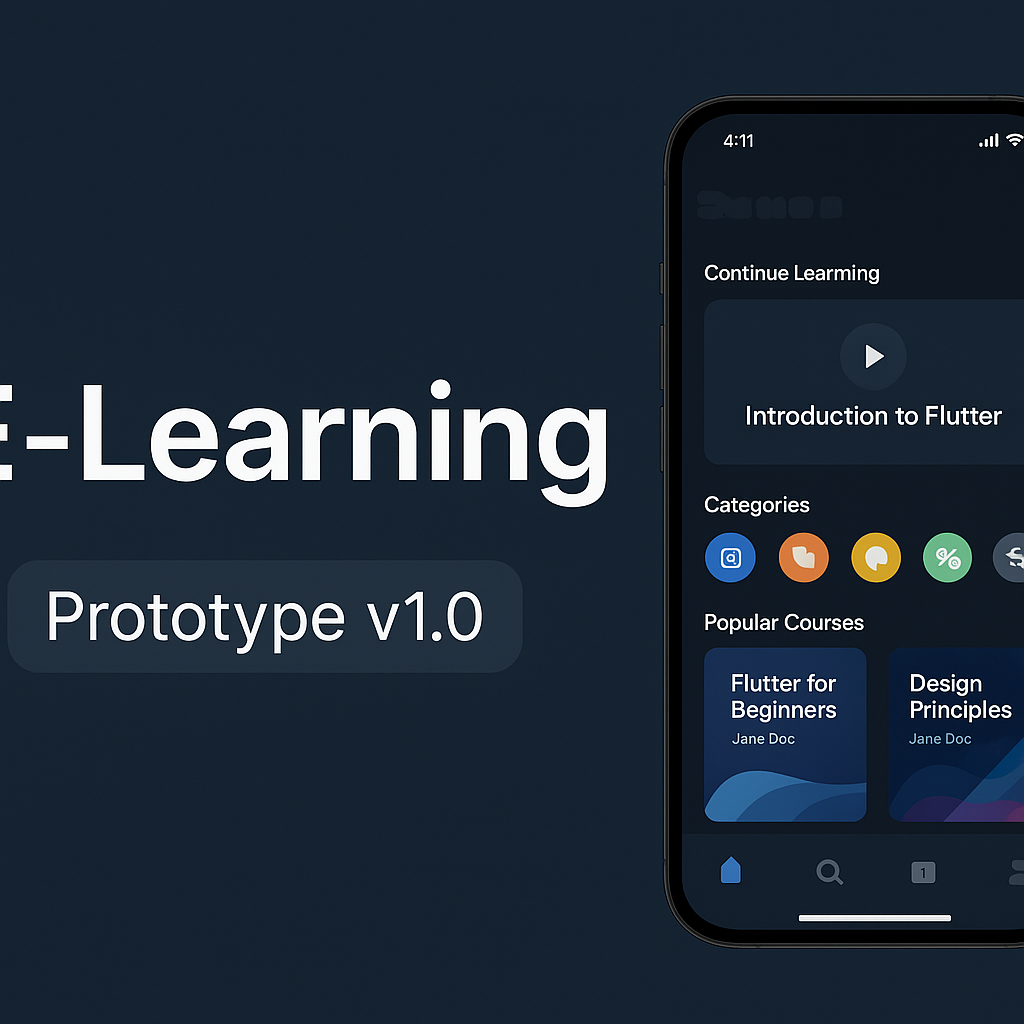 E-Learning
Prototype v1.0
4:11
Continue Learming
Introduction to Flutter
Categories
Popular Courses
Flutter for
Beginners
Jane Doc
Design
Principles
Jane Doc
1